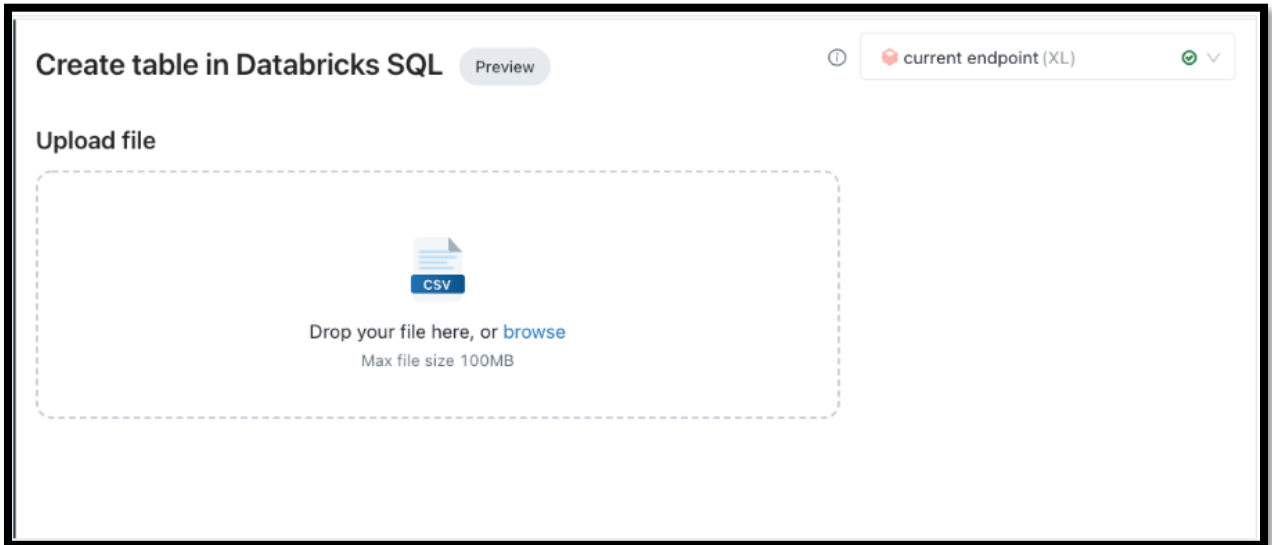 Create table in Databricks SQL Preview
current endpoint (XL)
Upload file
CSV
Drop your file here, or browse
Max file size 100MB